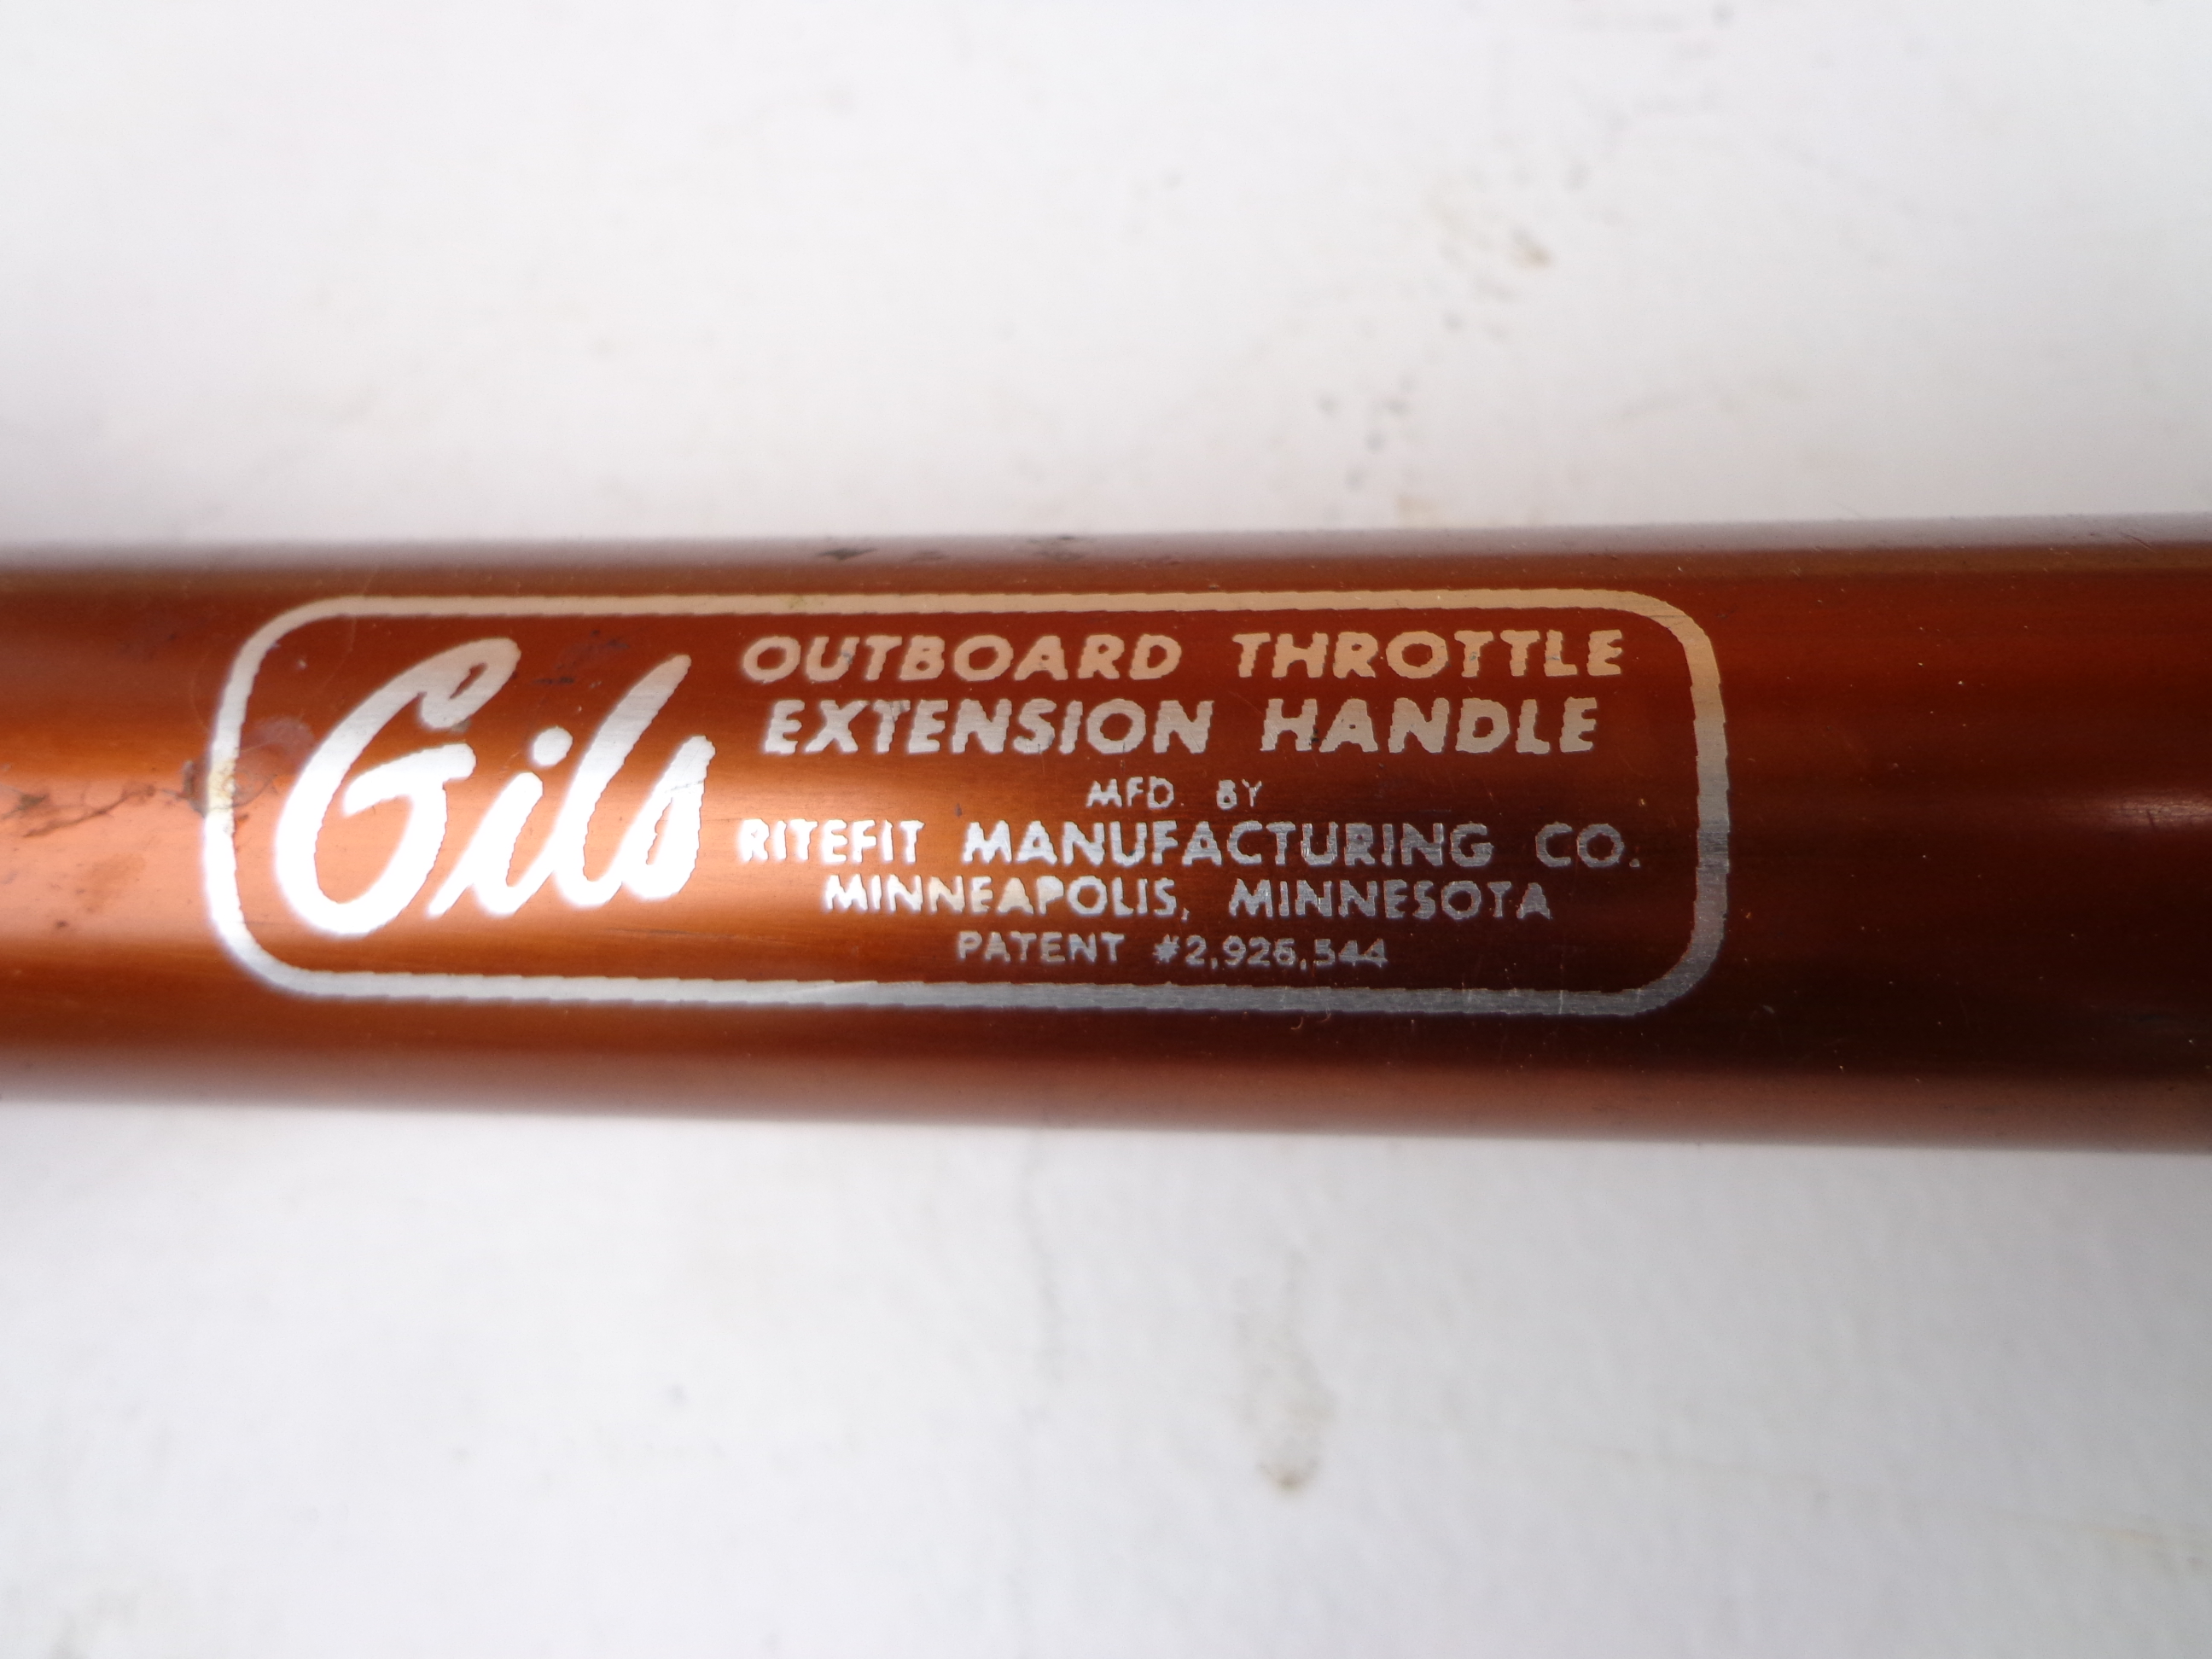 Gils
OUTBOARD THROTTLE
EXTENSION HANDLE
MFD. BY
RITEFIT MANUFACTURING CO.
MINNEAPOLIS, MINNESOTA
PATENT #2,926,544